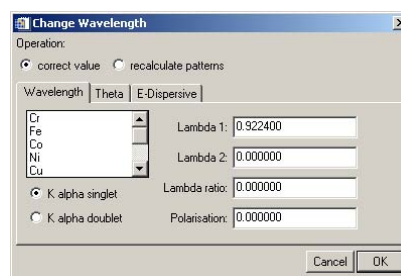 Change Wavelength
Operation:
correct value recalculate patterns
Wavelength Theta E-Dispersive
Cr
Fe
Co
Ni
Cu
K alpha singlet
K alpha doublet
Lambda 1: 0.922400
Lambda 2: 0.000000
Lambda ratio: 0.000000
Polarisation: 0.000000
Cancel OK